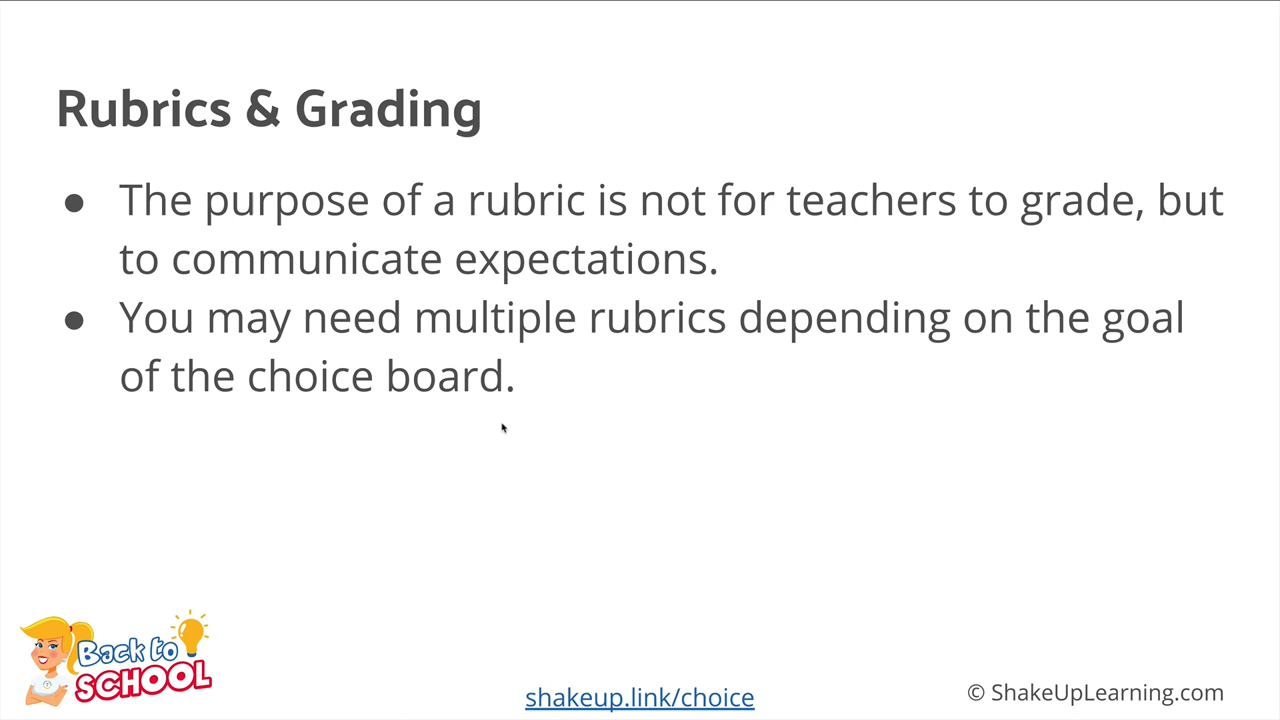 Rubrics & Grading
● The purpose of a rubric is not for teachers to grade, but
to communicate expectations.
● You may need multiple rubrics depending on the goal
of the choice board.
Back to
SCHOOL
shakeup.link/choice
© ShakeUpLearning.com